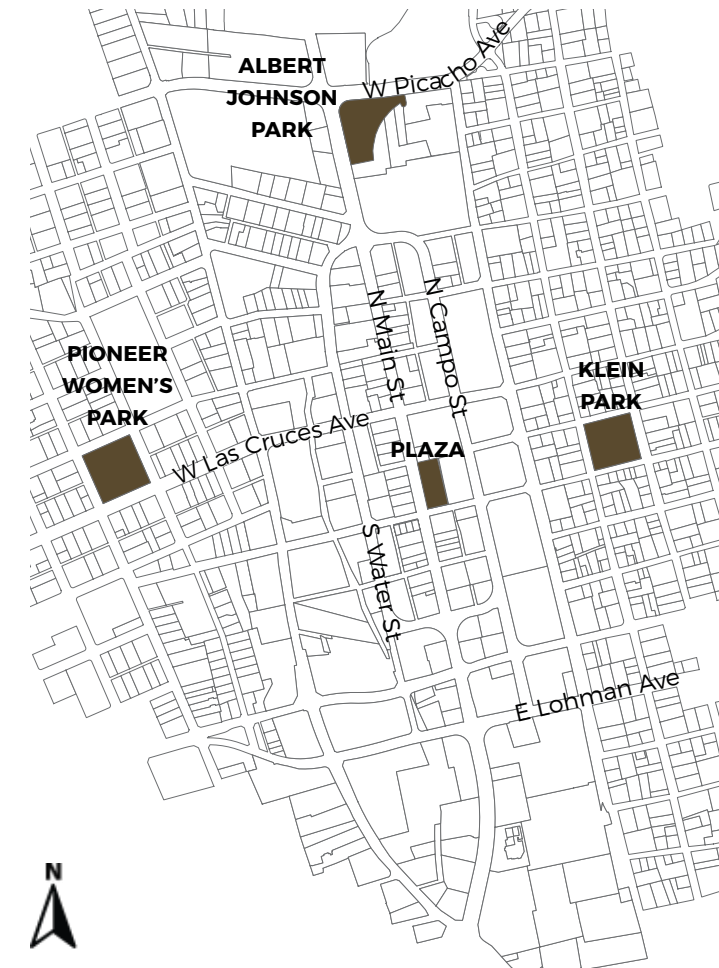 W Picacho Ave
ALBERT
JOHNSON
PARK
N Main St
N Campo St
PIONEER
WOMEN'S
PARK
KLEIN
PARK
W Las Cruces Ave
PLAZA
S Water St
E Lohman Ave
N